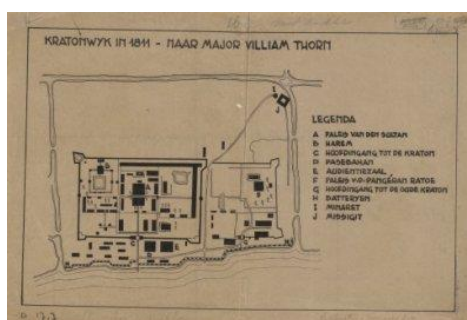 KRATONWYK IN 1811 - NAAR MAJOR VILLIAM THORN
LEGENDA
A PALEIS VAN DEN SULTAN
B HAREM
C HOOFDINGANG TOT DE KRATON
D PASEBAHAN
E AUDIENTIEZAAL
F PALEIS V.D. PANGERAN RATOE
G HOOFDINGANG TOT DE OUDE KRATON
H BATTERYEN
I MINARET
J MISSIGIT